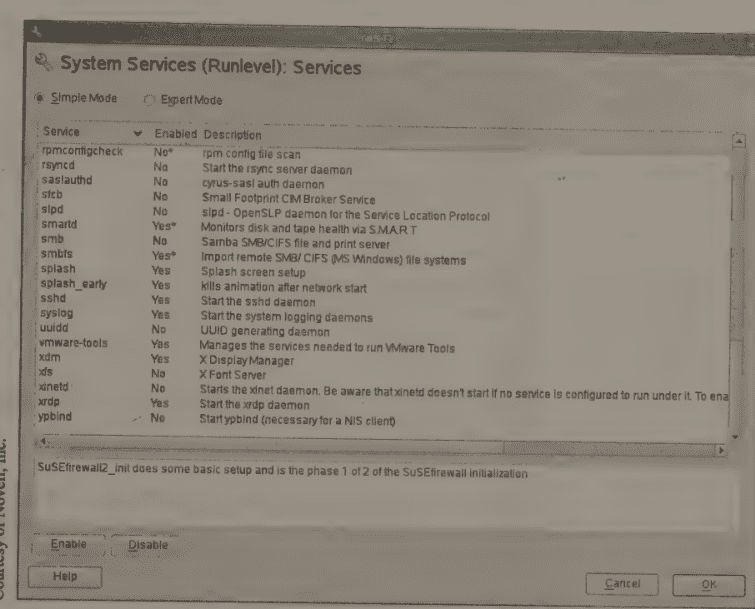 System Services (Runlevel): Services
Simple Mode Expert Mode
Service Enabled Description
rpmconfigcheck No* rpm config file scan
rsyncd No Start the rsync server daemon
saslauthd No cyrus-sasl auth daemon
sfcb No Small Footprint CIM Broker Service
slpd No slpd - OpenSLP daemon for the Service Location Protocol
smartd Yes* Monitors disk and tape health via S.M.A.R.T
smb No Samba SMB/CIFS file and print server
smbfs Yes* Import remote SMB/ CIFS (MS Windows) file systems
splash Yes Splash screen setup
splash_early Yes kills animation after network start
sshd Yes Start the sshd daemon
syslog Yes Start the system logging daemons
uuidd No UUID generating daemon
vmware-tools Yes Manages the services needed to run VMware Tools
xdm Yes X Display Manager
xfs No X Font Server
xinetd No Starts the xinet daemon. Be aware that xinetd doesn't start if no service is configured to run under it. To ena
xrdp Yes Start the xrdp daemon
ypbind No Start ypbind (necessary for a NIS client)
SuSEfirewall2_init does some basic setup and is the phase 1 of 2 of the SuSEfirewall initialization
Enable Disable
Help Cancel OK
Courtesy of Novell, Inc.